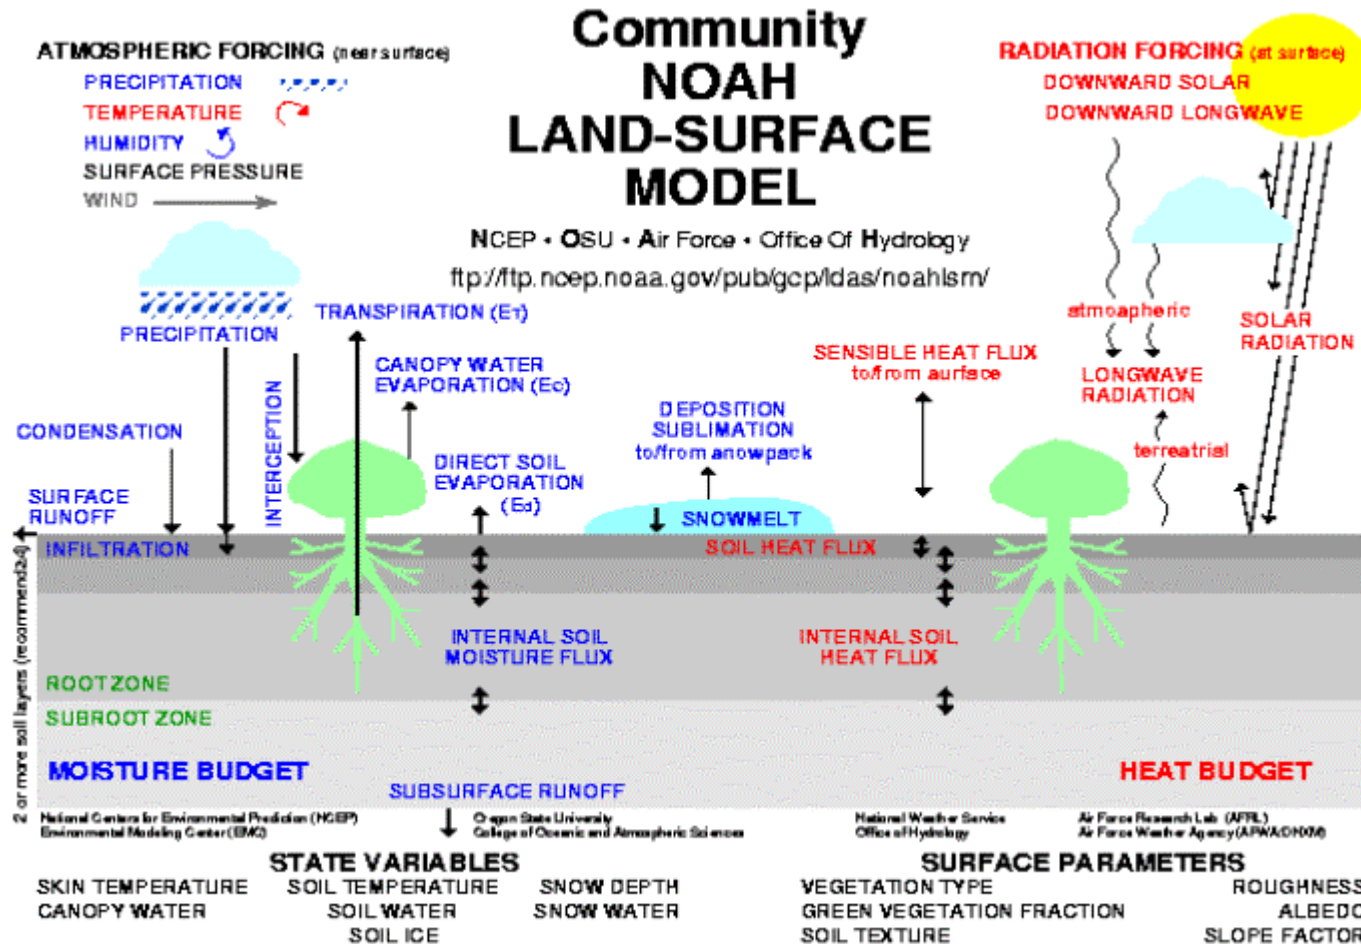 Community
NOAH
LAND-SURFACE
MODEL
NCEP • OSU • Air Force • Office Of Hydrology
ftp://ftp.ncep.noaa.gov/pub/gcp/ldas/noahlsm/
ATMOSPHERIC FORCING (near surface)
PRECIPITATION
TEMPERATURE
HUMIDITY
SURFACE PRESSURE
WIND
RADIATION FORCING (at surface)
DOWNWARD SOLAR
DOWNWARD LONGWAVE
PRECIPITATION
TRANSPIRATION (ET)
CANOPY WATER
EVAPORATION (EC)
INTERCEPTION
CONDENSATION
DIRECT SOIL
EVAPORATION
(Ed)
DEPOSITION
SUBLIMATION
to/from snowpack
SENSIBLE HEAT FLUX
to/from surface
atmospheric
SOLAR
RADIATION
LONGWAVE
RADIATION
terrestrial
SURFACE
RUNOFF
SNOWMELT
INFILTRATION
SOIL HEAT FLUX
INTERNAL SOIL
MOISTURE FLUX
INTERNAL SOIL
HEAT FLUX
ROOT ZONE
SUBROOT ZONE
MOISTURE BUDGET
HEAT BUDGET
SUBSURFACE RUNOFF
2 or more soil layers
National Centers for Environmental Prediction (NCEP)
Environmental Modeling Center (EMC)
Oregon State University
College of Oceanic and Atmospheric Sciences
National Weather Service
Office of Hydrology
Air Force Research Lab (AFRL)
Air Force Weather Agency
STATE VARIABLES
SKIN TEMPERATURE SOIL TEMPERATURE SNOW DEPTH
CANOPY WATER SOIL WATER SNOW WATER
SOIL ICE
SURFACE PARAMETERS
VEGETATION TYPE ROUGHNESS
GREEN VEGETATION FRACTION ALBEDO
SOIL TEXTURE SLOPE FACTOR